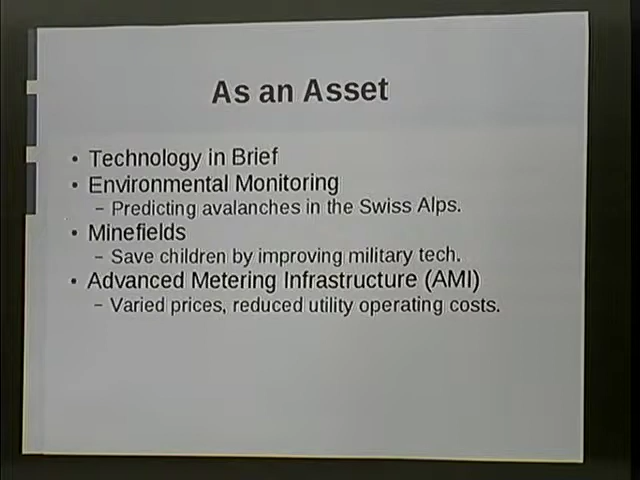 As an Asset
• Technology in Brief
• Environmental Monitoring
– Predicting avalanches in the Swiss Alps.
• Minefields
– Save children by improving military tech.
• Advanced Metering Infrastructure (AMI)
– Varied prices, reduced utility operating costs.